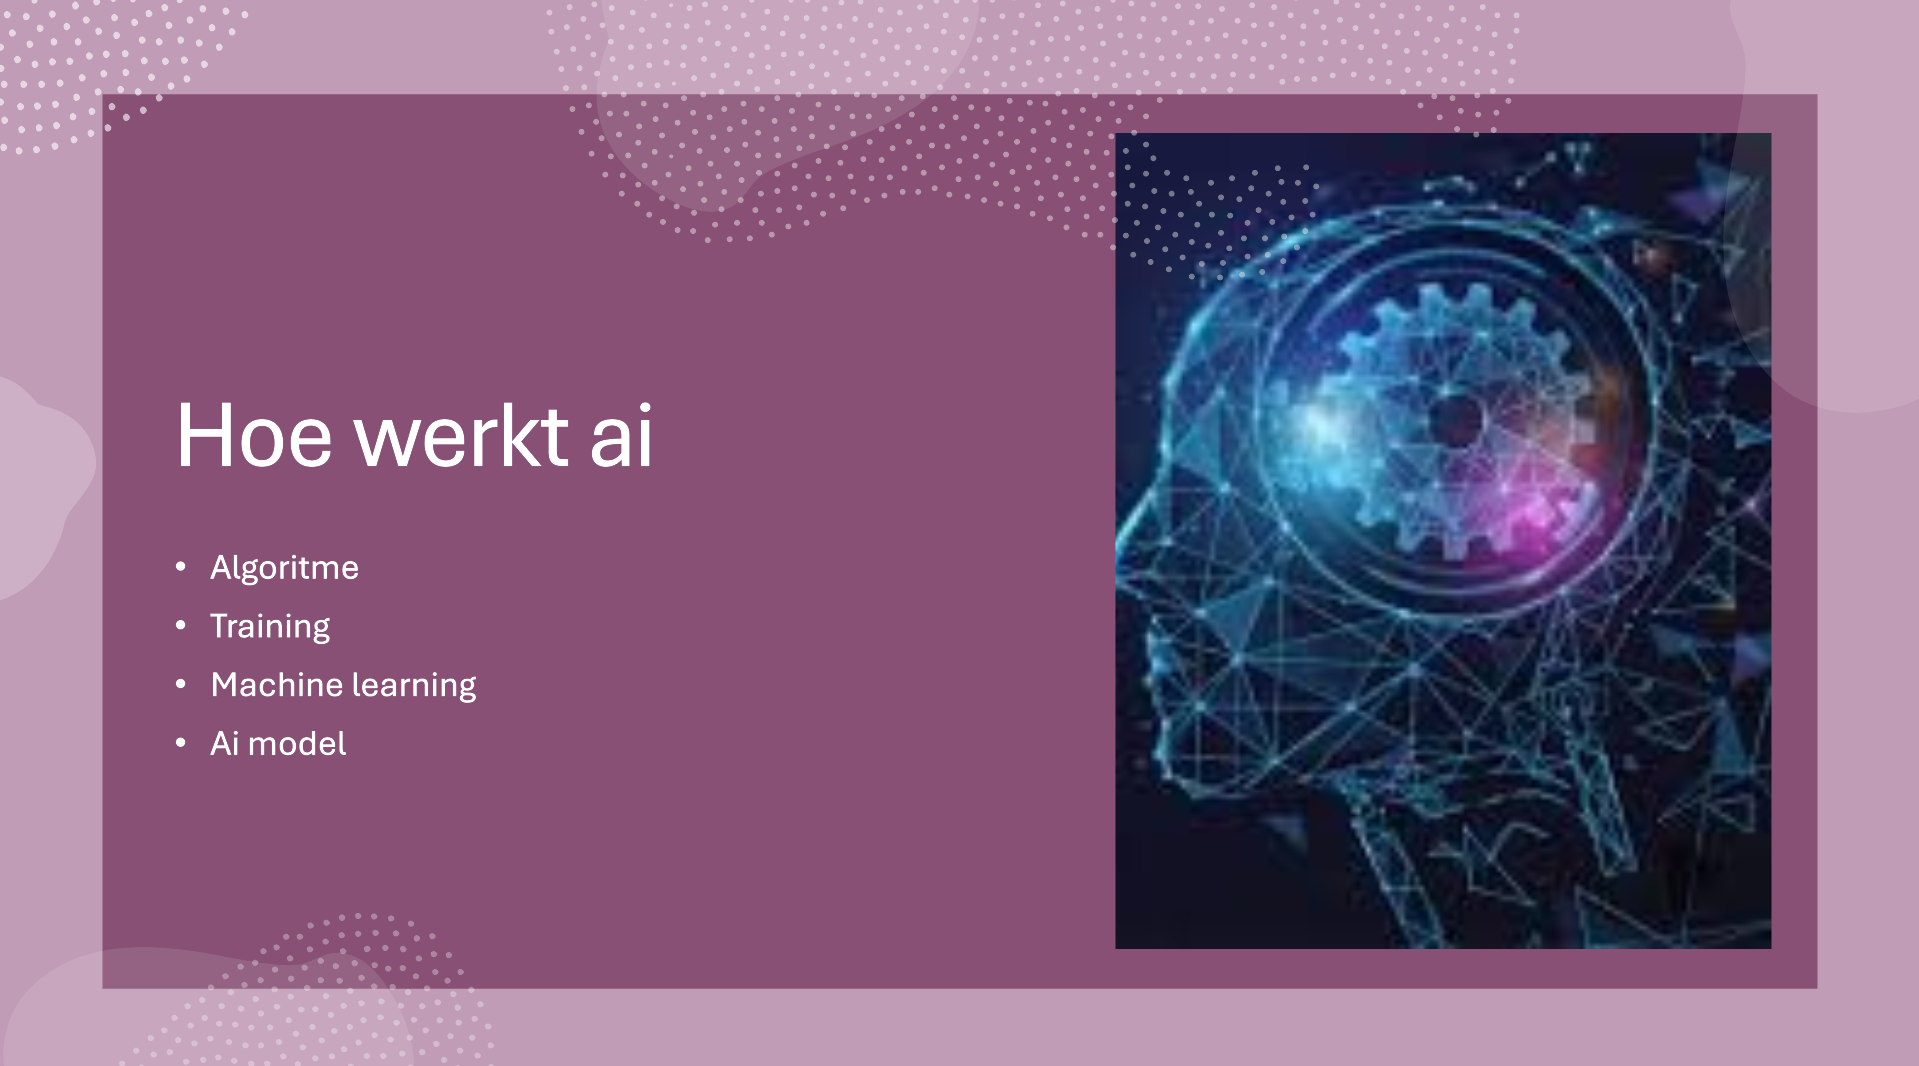 Hoe werkt ai
• Algoritme
• Training
• Machine learning
• Ai model